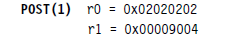 POST(1) r0 = 0x02020202
r1 = 0x00009004